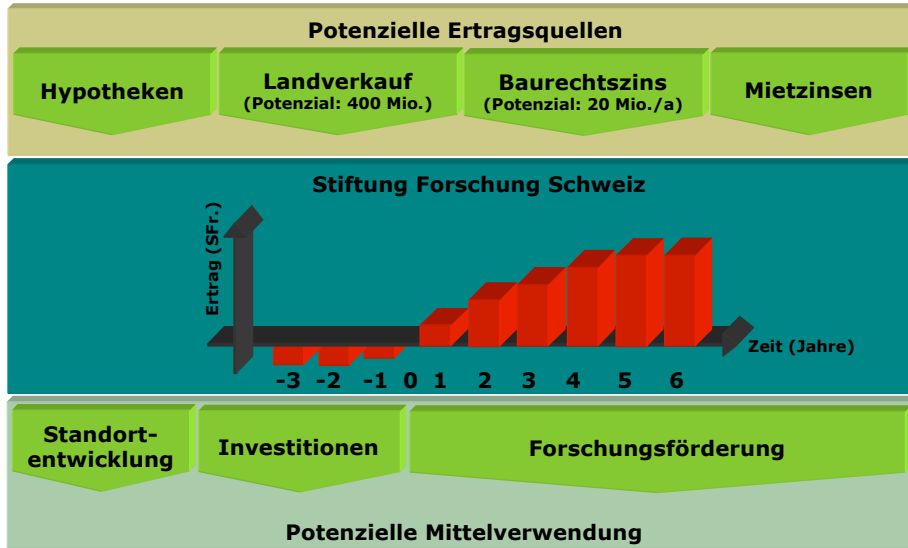 Potenzielle Ertragsquellen
Hypotheken
Landverkauf
(Potenzial: 400 Mio.)
Baurechtszins
(Potenzial: 20 Mio./a)
Mietzinsen
Stiftung Forschung Schweiz
Ertrag (SFr.)
Zeit (Jahre)
-3 -2 -1 0 1 2 3 4 5 6
Standort-
entwicklung
Investitionen
Forschungsförderung
Potenzielle Mittelverwendung